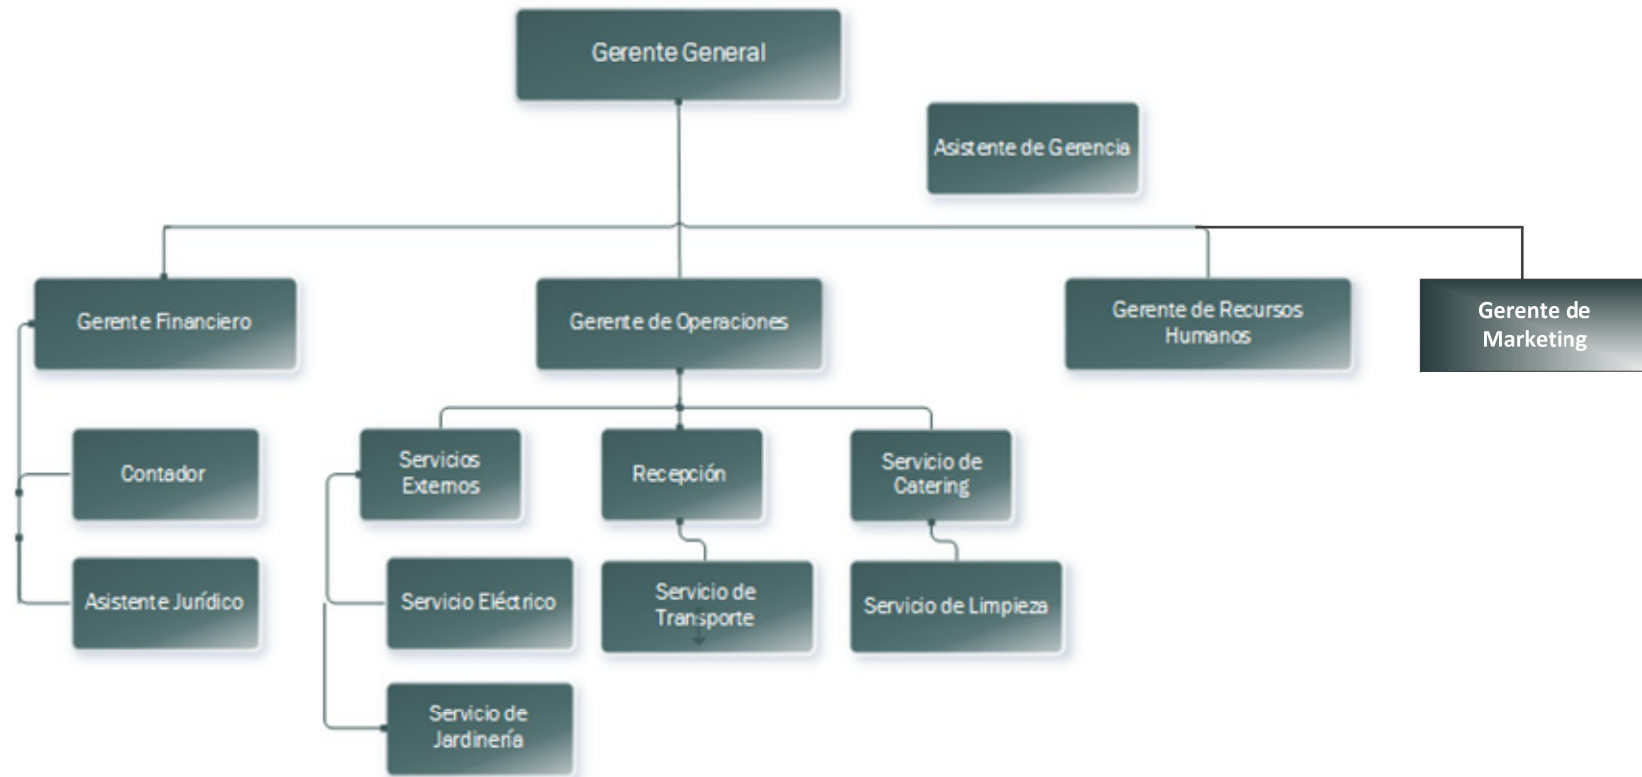 Gerente General
Asistente de Gerencia
Gerente Financiero
Gerente de Operaciones
Gerente de Recursos
Humanos
Gerente de
Marketing
Contador
Servicios
Externos
Recepción
Servicio de
Catering
Asistente Jurídico
Servicio Eléctrico
Servicio de
Transporte
Servicio de Limpieza
Servicio de
Jardinería